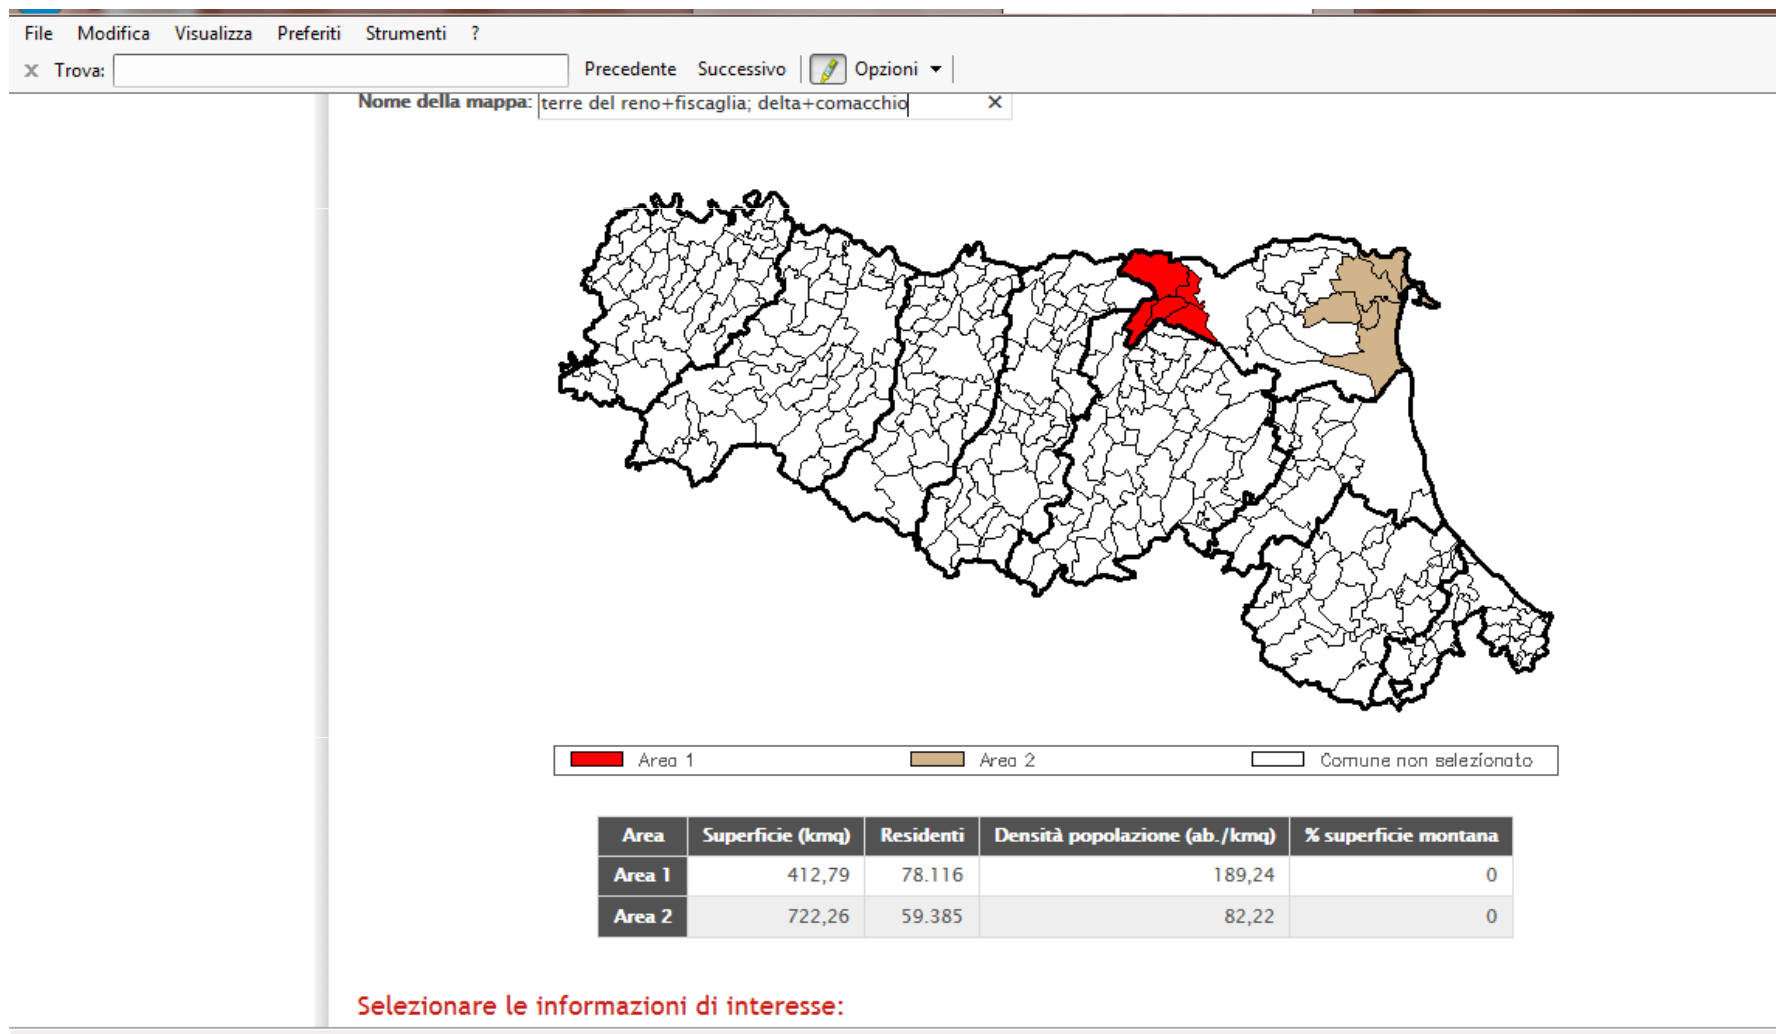 File Modifica Visualizza Preferiti Strumenti ?
x Trova: Precedente Successivo Opzioni
Nome della mappa: terre del reno+fiscaglia; delta+comacchio
Area 1 Area 2 Comune non selezionato
Area Superficie (kmq) Residenti Densità popolazione (ab./kmq) % superficie montana
Area 1 412,79 78.116 189,24 0
Area 2 722,26 59.385 82,22 0
Selezionare le informazioni di interesse: